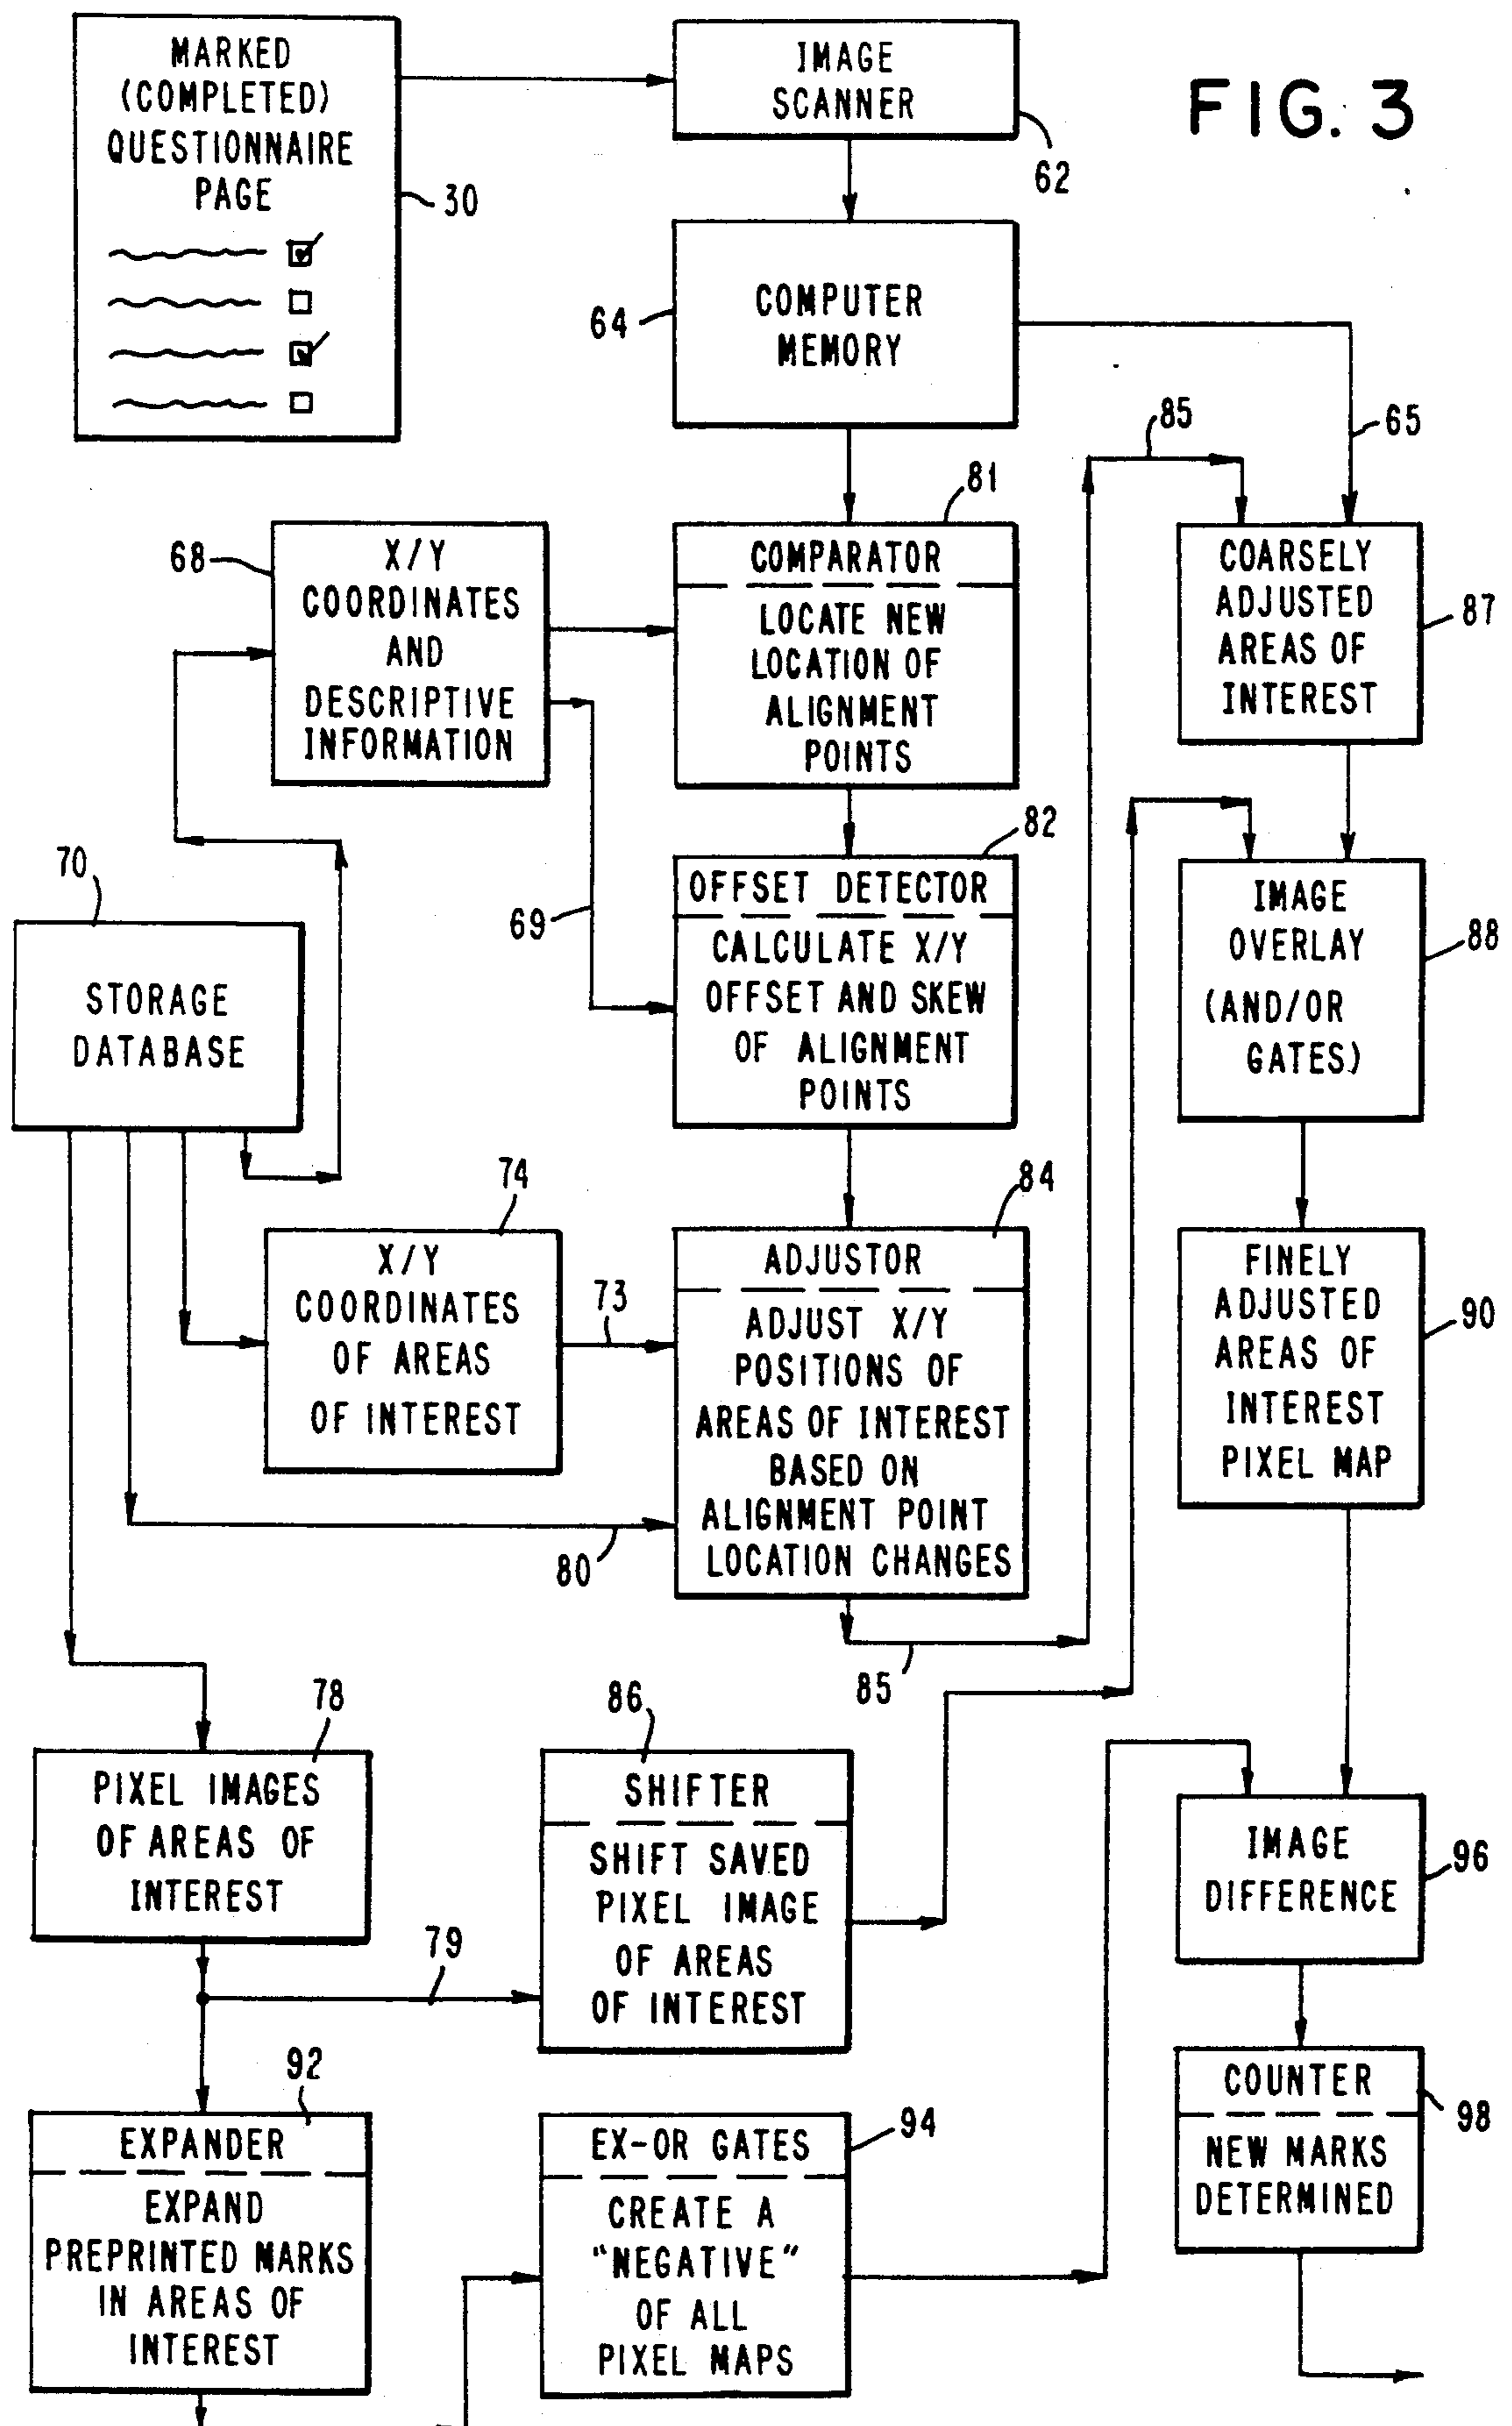 FIG. 3
MARKED
(COMPLETED)
QUESTIONNAIRE
PAGE
30
IMAGE
SCANNER
62
COMPUTER
MEMORY
64
65
85
68
X/Y
COORDINATES
AND
DESCRIPTIVE
INFORMATION
81
COMPARATOR
LOCATE NEW
LOCATION OF
ALIGNMENT
POINTS
COARSELY
ADJUSTED
AREAS OF
INTEREST
87
70
STORAGE
DATABASE
69
82
OFFSET DETECTOR
CALCULATE X/Y
OFFSET AND SKEW
OF ALIGNMENT
POINTS
IMAGE
OVERLAY
(AND/OR
GATES)
88
74
X/Y
COORDINATES
OF AREAS
OF INTEREST
73
80
84
ADJUSTOR
ADJUST X/Y
POSITIONS OF
AREAS OF INTEREST
BASED ON
ALIGNMENT POINT
LOCATION CHANGES
85
FINELY
ADJUSTED
AREAS OF
INTEREST
PIXEL MAP
90
78
PIXEL IMAGES
OF AREAS OF
INTEREST
79
86
SHIFTER
SHIFT SAVED
PIXEL IMAGE
OF AREAS
OF INTEREST
IMAGE
DIFFERENCE
96
92
EXPANDER
EXPAND
PREPRINTED MARKS
IN AREAS OF
INTEREST
EX-OR GATES
94
CREATE A
"NEGATIVE"
OF ALL
PIXEL MAPS
COUNTER
98
NEW MARKS
DETERMINED